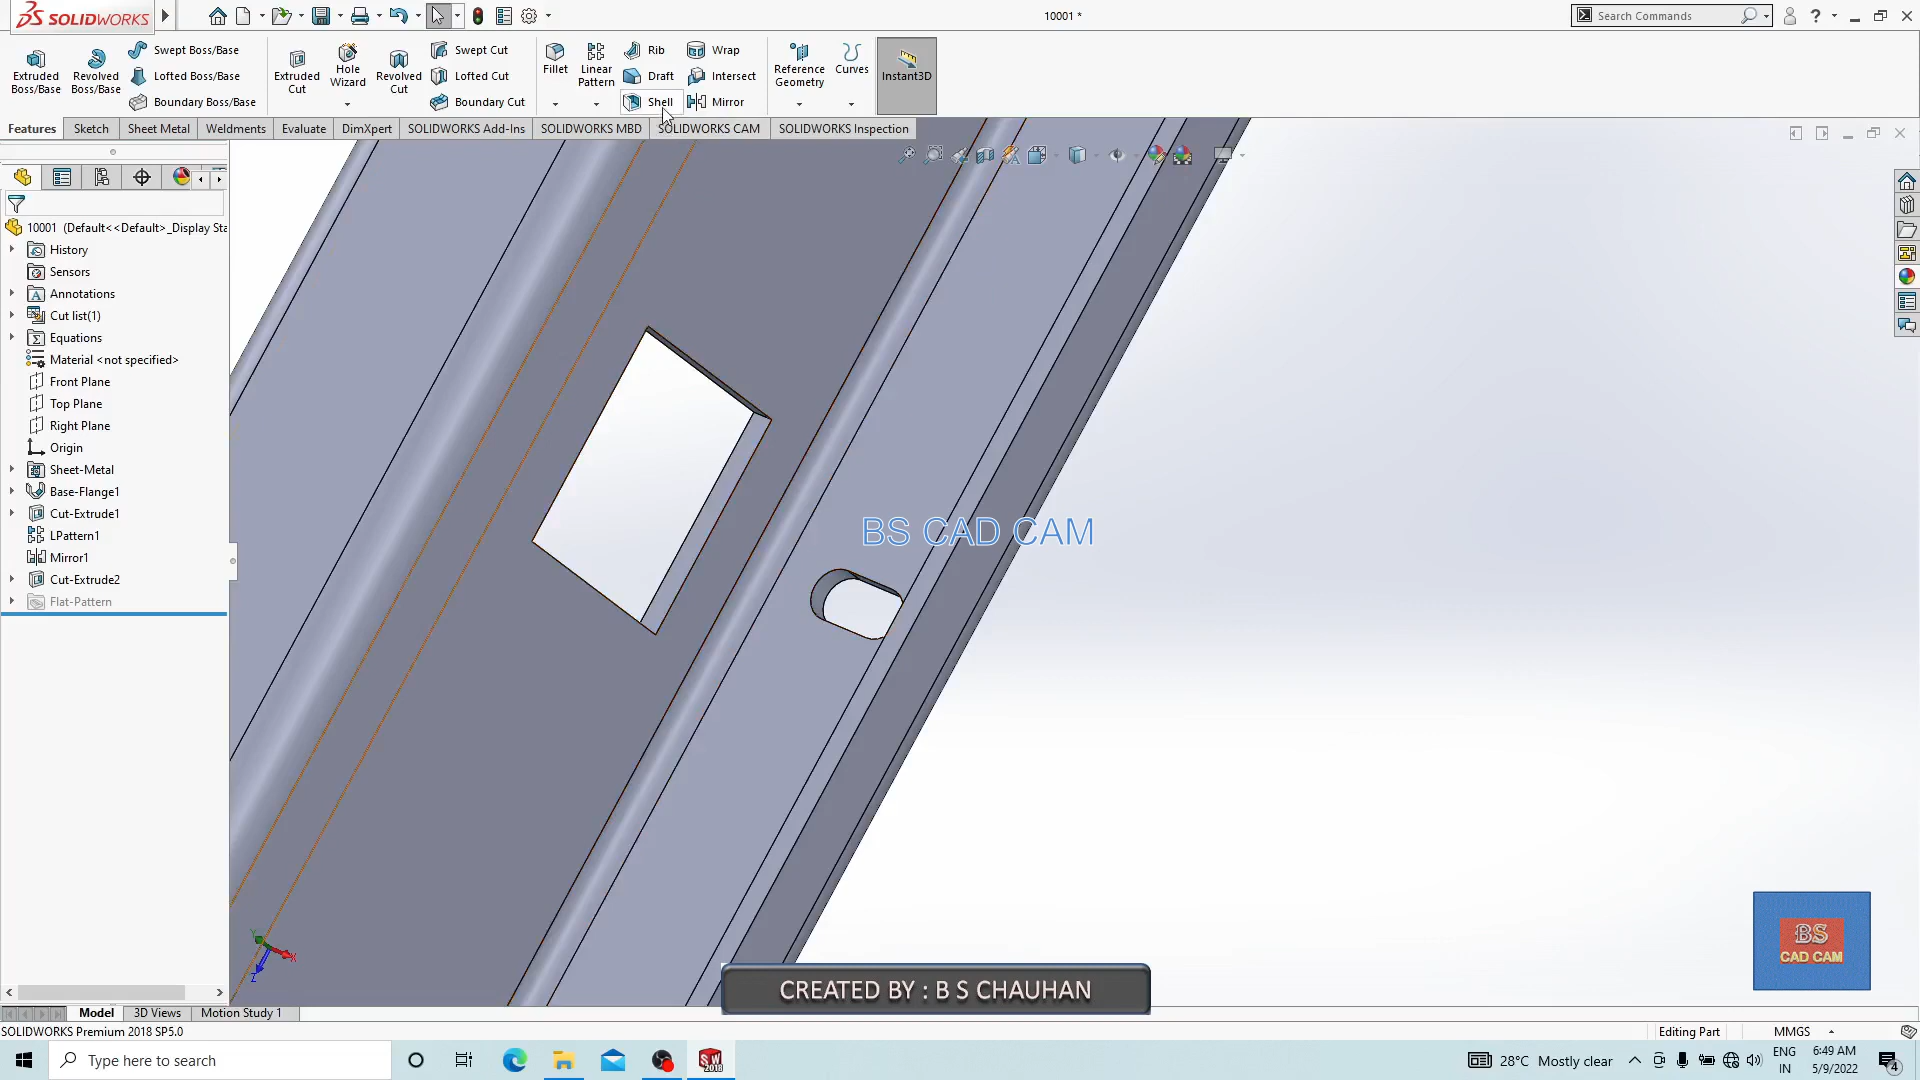 SOLIDWORKS
10001 *
Search Commands
Extruded Boss/Base
Revolved Boss/Base
Swept Boss/Base
Lofted Boss/Base
Boundary Boss/Base
Extruded Cut
Hole Wizard
Revolved Cut
Swept Cut
Lofted Cut
Boundary Cut
Fillet
Linear Pattern
Rib
Draft
Shell
Wrap
Intersect
Mirror
Reference Geometry
Curves
Instant3D
Features
Sketch
Sheet Metal
Weldments
Evaluate
DimXpert
SOLIDWORKS Add-Ins
SOLIDWORKS MBD
SOLIDWORKS CAM
SOLIDWORKS Inspection
10001 (Default<<Default>_Display Sta
History
Sensors
Annotations
Cut list(1)
Equations
Material <not specified>
Front Plane
Top Plane
Right Plane
Origin
Sheet-Metal
Base-Flange1
Cut-Extrude1
LPattern1
Mirror1
Cut-Extrude2
Flat-Pattern
BS CAD CAM
BS
CAD CAM
Y
X
Z
CREATED BY : B S CHAUHAN
Model
3D Views
Motion Study 1
SOLIDWORKS Premium 2018 SP5.0
Editing Part
MMGS
Type here to search
SW
2018
28°C Mostly clear
ENG
IN
6:49 AM
5/9/2022
4